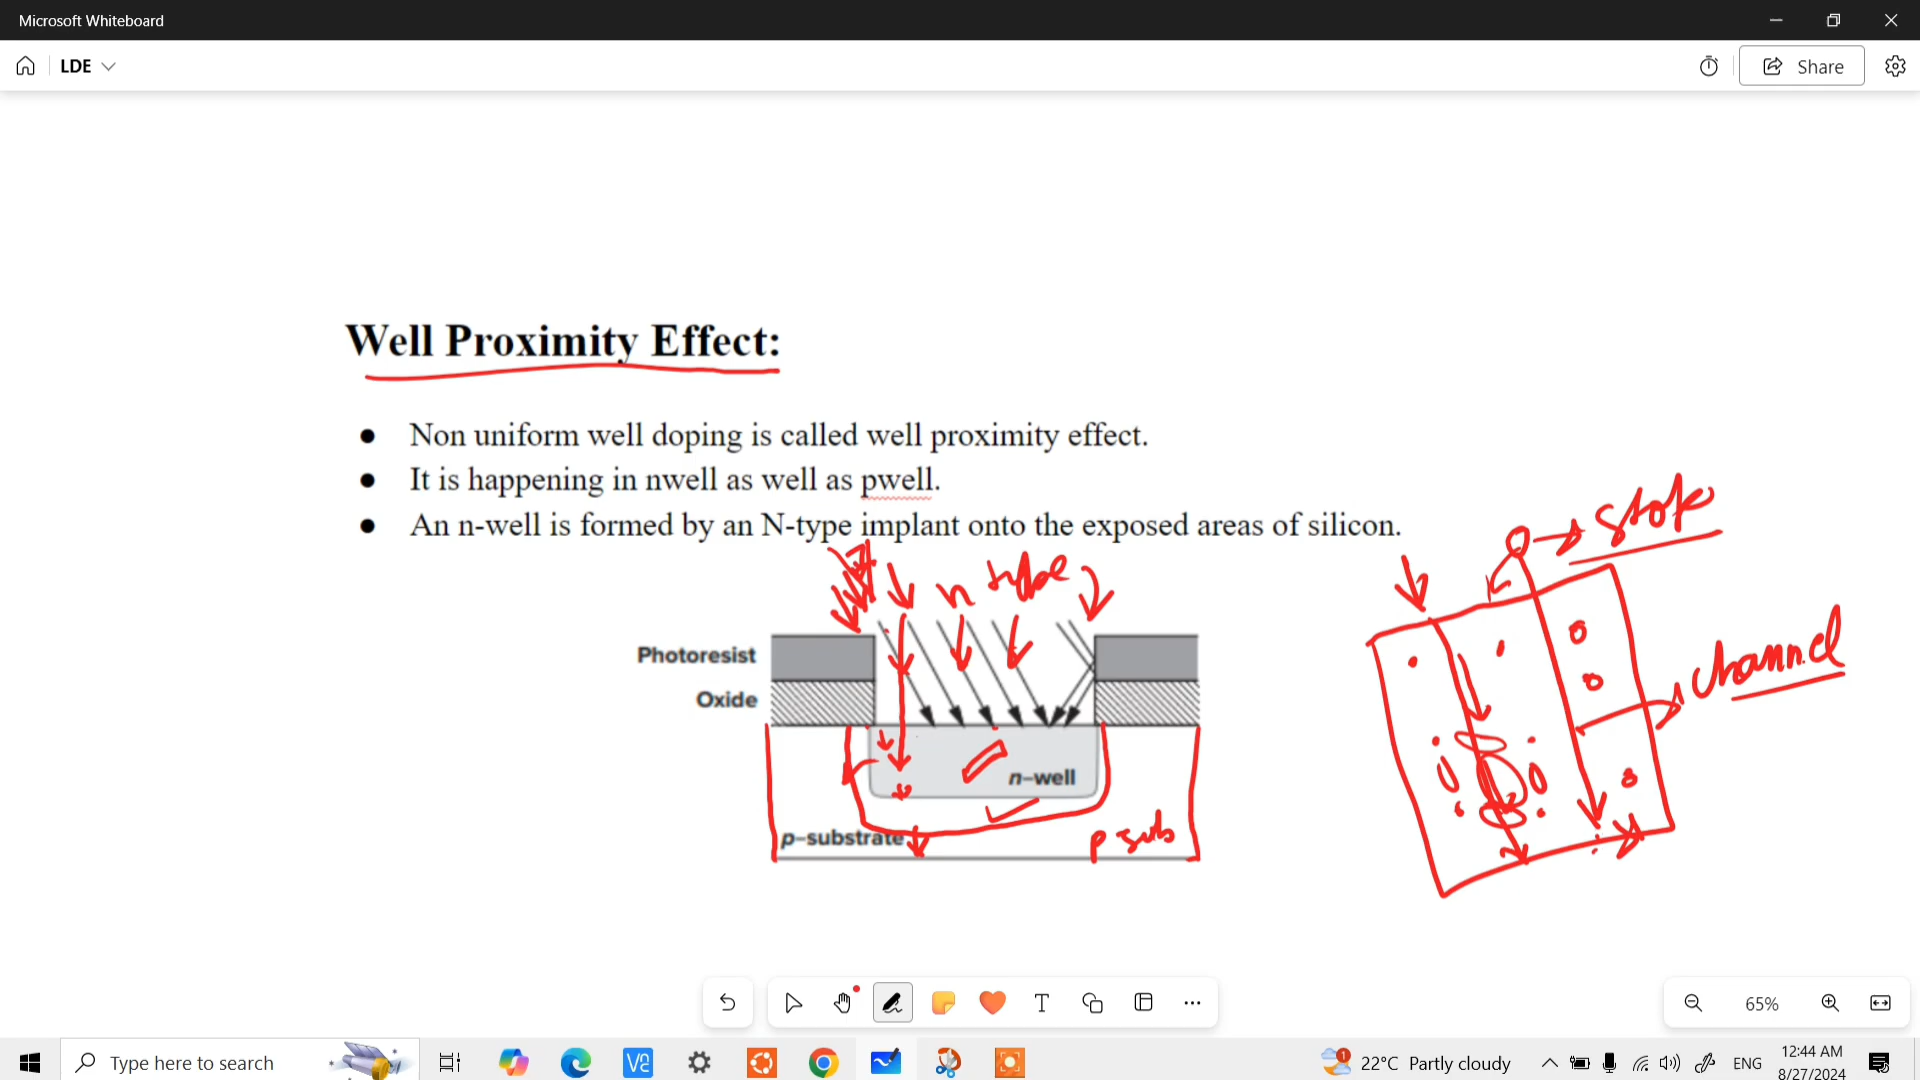 Microsoft Whiteboard
LDE
Share
Well Proximity Effect:
● Non uniform well doping is called well proximity effect.
● It is happening in nwell as well as pwell.
● An n-well is formed by an N-type implant onto the exposed areas of silicon.
n type
Photoresist
Oxide
n-well
p-substrate
p sub
channel
65%
Type here to search
22°C Partly cloudy
ENG
12:44 AM
8/27/2024